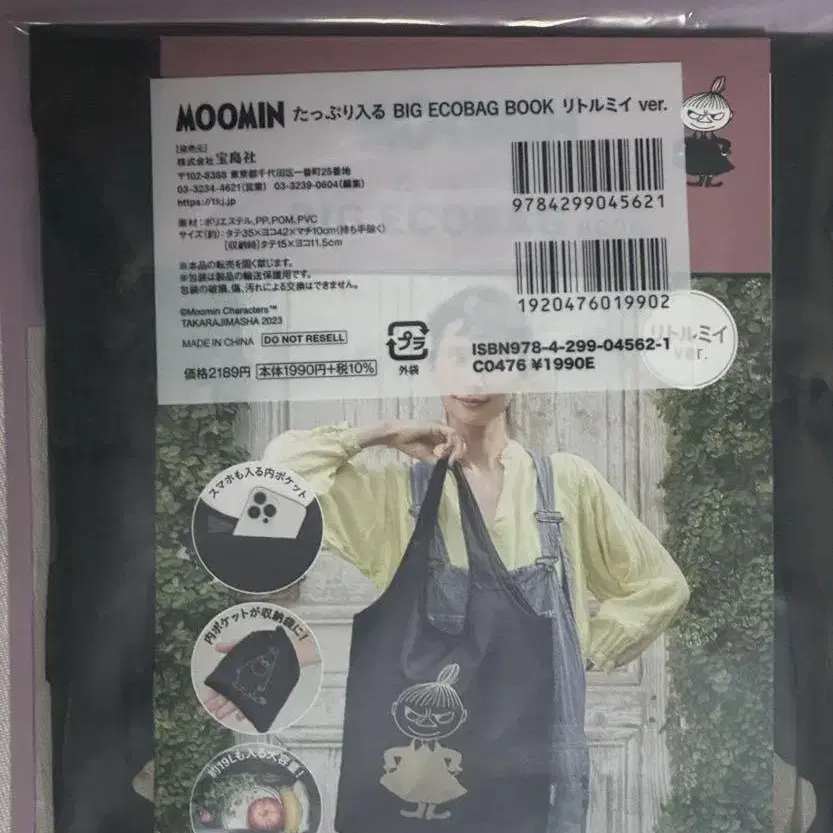 MOOMIN たっぷり入る BIG ECOBAG BOOK リトルミイ ver.
[発売元]
株式会社 宝島社
〒102-8388 東京都千代田区一番町25番地
03-3234-4621(営業) 03-3239-0604(編集)
https://tkj.jp
素材：ポリエステル、PP、POM、PVC
サイズ(約)：タテ35×ヨコ42×マチ10cm(持ち手除く)
[収納時]タテ15×ヨコ11.5cm
※本品の転売を固く禁じます。
※包装は製品の輸送保護用です。
包装の破損、傷、汚れによる交換はできません。
©Moomin Characters™
TAKARAJIMASHA 2023
MADE IN CHINA DO NOT RESELL
価格2189円 本体1990円+税10%
プラ
外袋
9784299045621
1920476019902
ISBN978-4-299-04562-1
C0476 ¥1990E
リトルミイ
ver.
スマホも入る内ポケット
内ポケットが収納袋に！
約19Lも入る大容量！